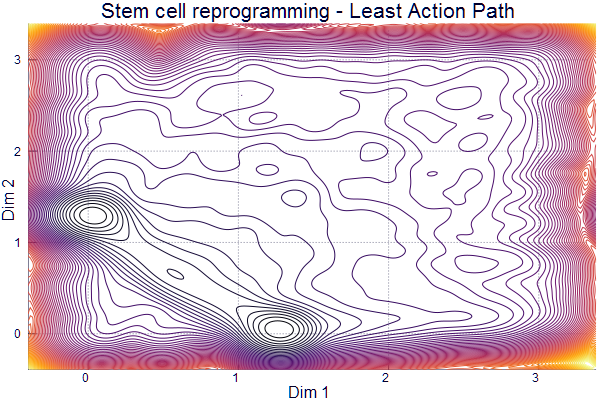 Stem cell reprogramming - Least Action Path
3
2
Dim 2
1
0
0 1 2 3
Dim 1